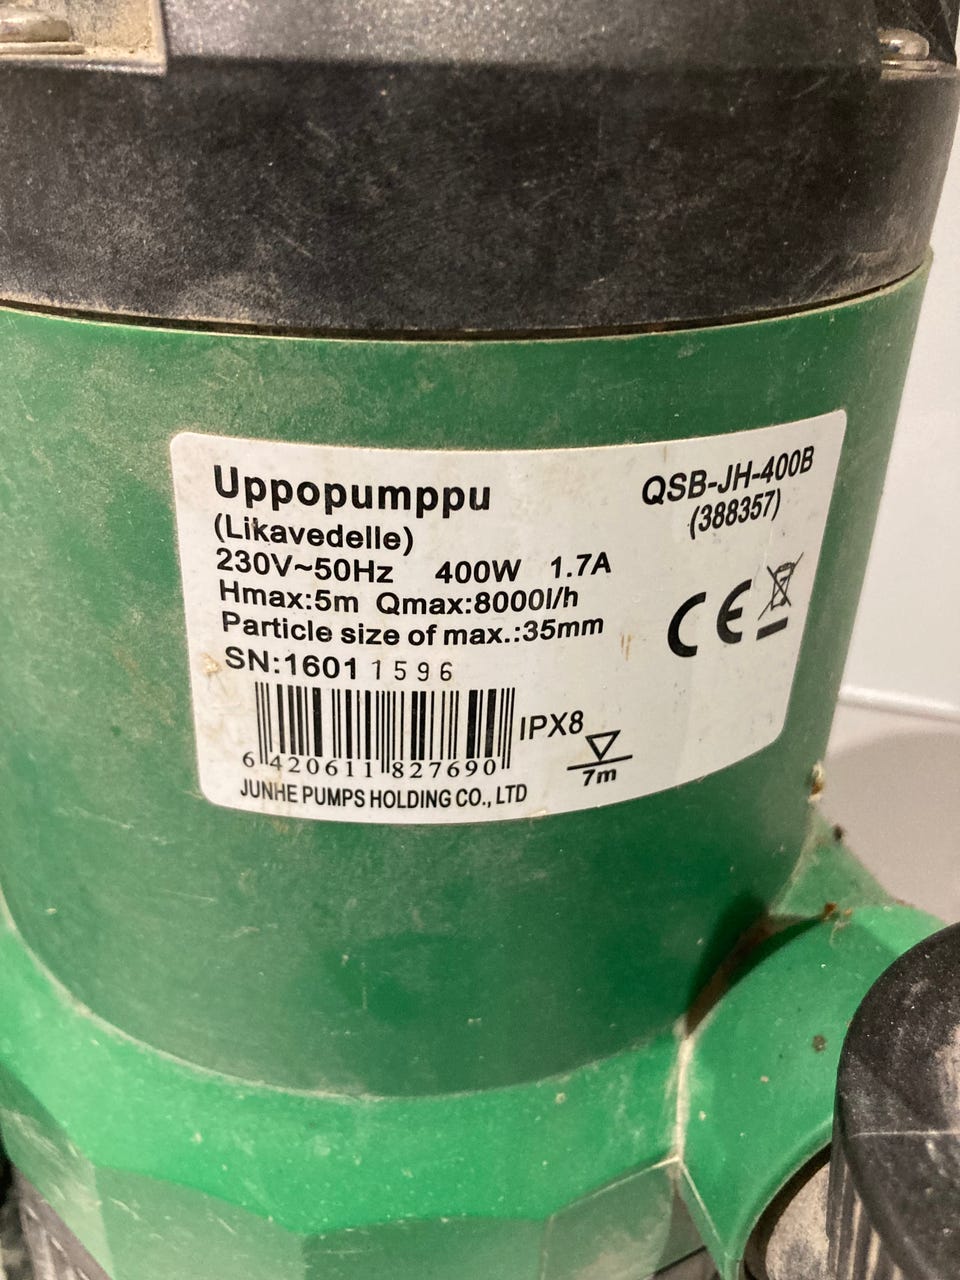 Uppopumppu
QSB-JH-400B
(Likavedelle)
(388357)
230V~50Hz 400W 1.7A
Hmax:5m Qmax:8000l/h
Particle size of max.:35mm
CE
SN:1601 1596
IPX8
7m
6 420611 827690
JUNHE PUMPS HOLDING CO., LTD